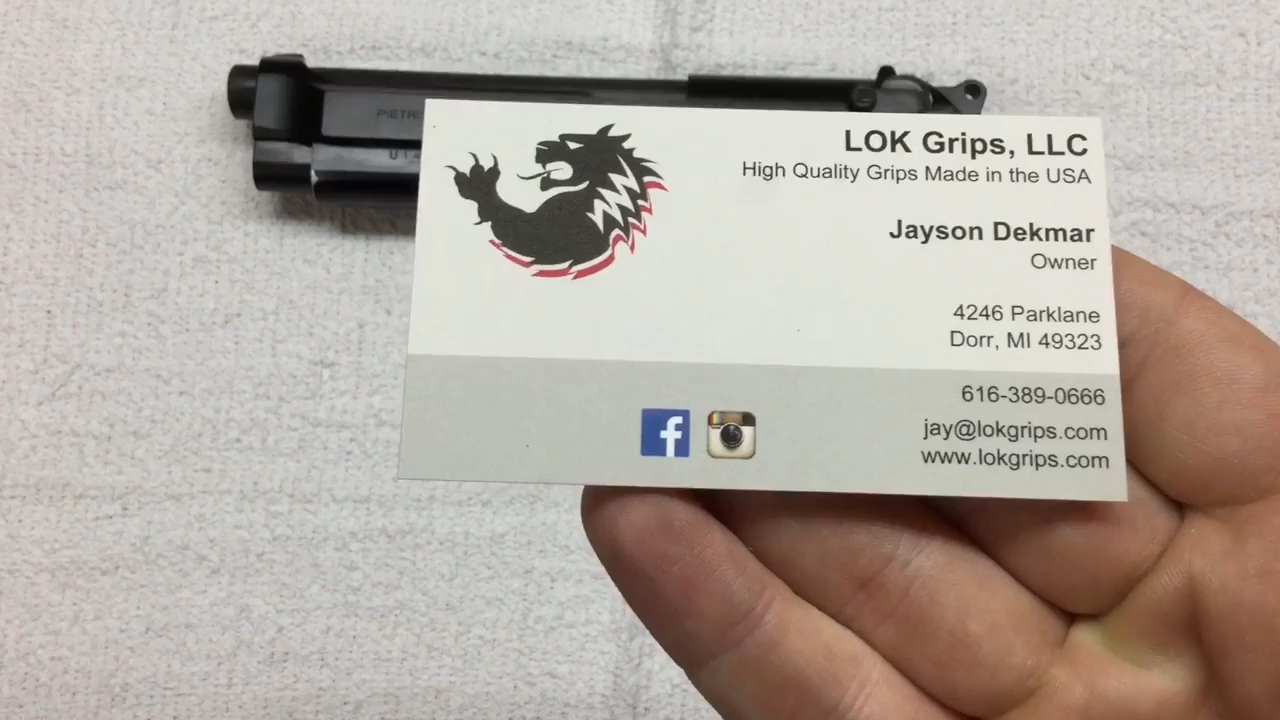 LOK Grips, LLC
High Quality Grips Made in the USA
Jayson Dekmar
Owner
4246 Parklane
Dorr, MI 49323
616-389-0666
jay@lokgrips.com
www.lokgrips.com